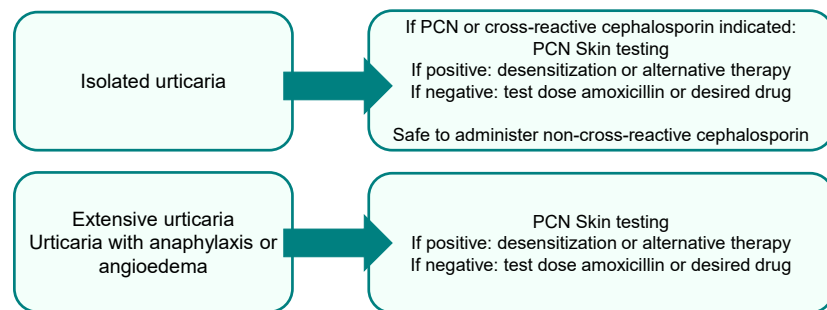 Isolated urticaria
If PCN or cross-reactive cephalosporin indicated:
PCN Skin testing
If positive: desensitization or alternative therapy
If negative: test dose amoxicillin or desired drug
Safe to administer non-cross-reactive cephalosporin
Extensive urticaria
Urticaria with anaphylaxis or
angioedema
PCN Skin testing
If positive: desensitization or alternative therapy
If negative: test dose amoxicillin or desired drug